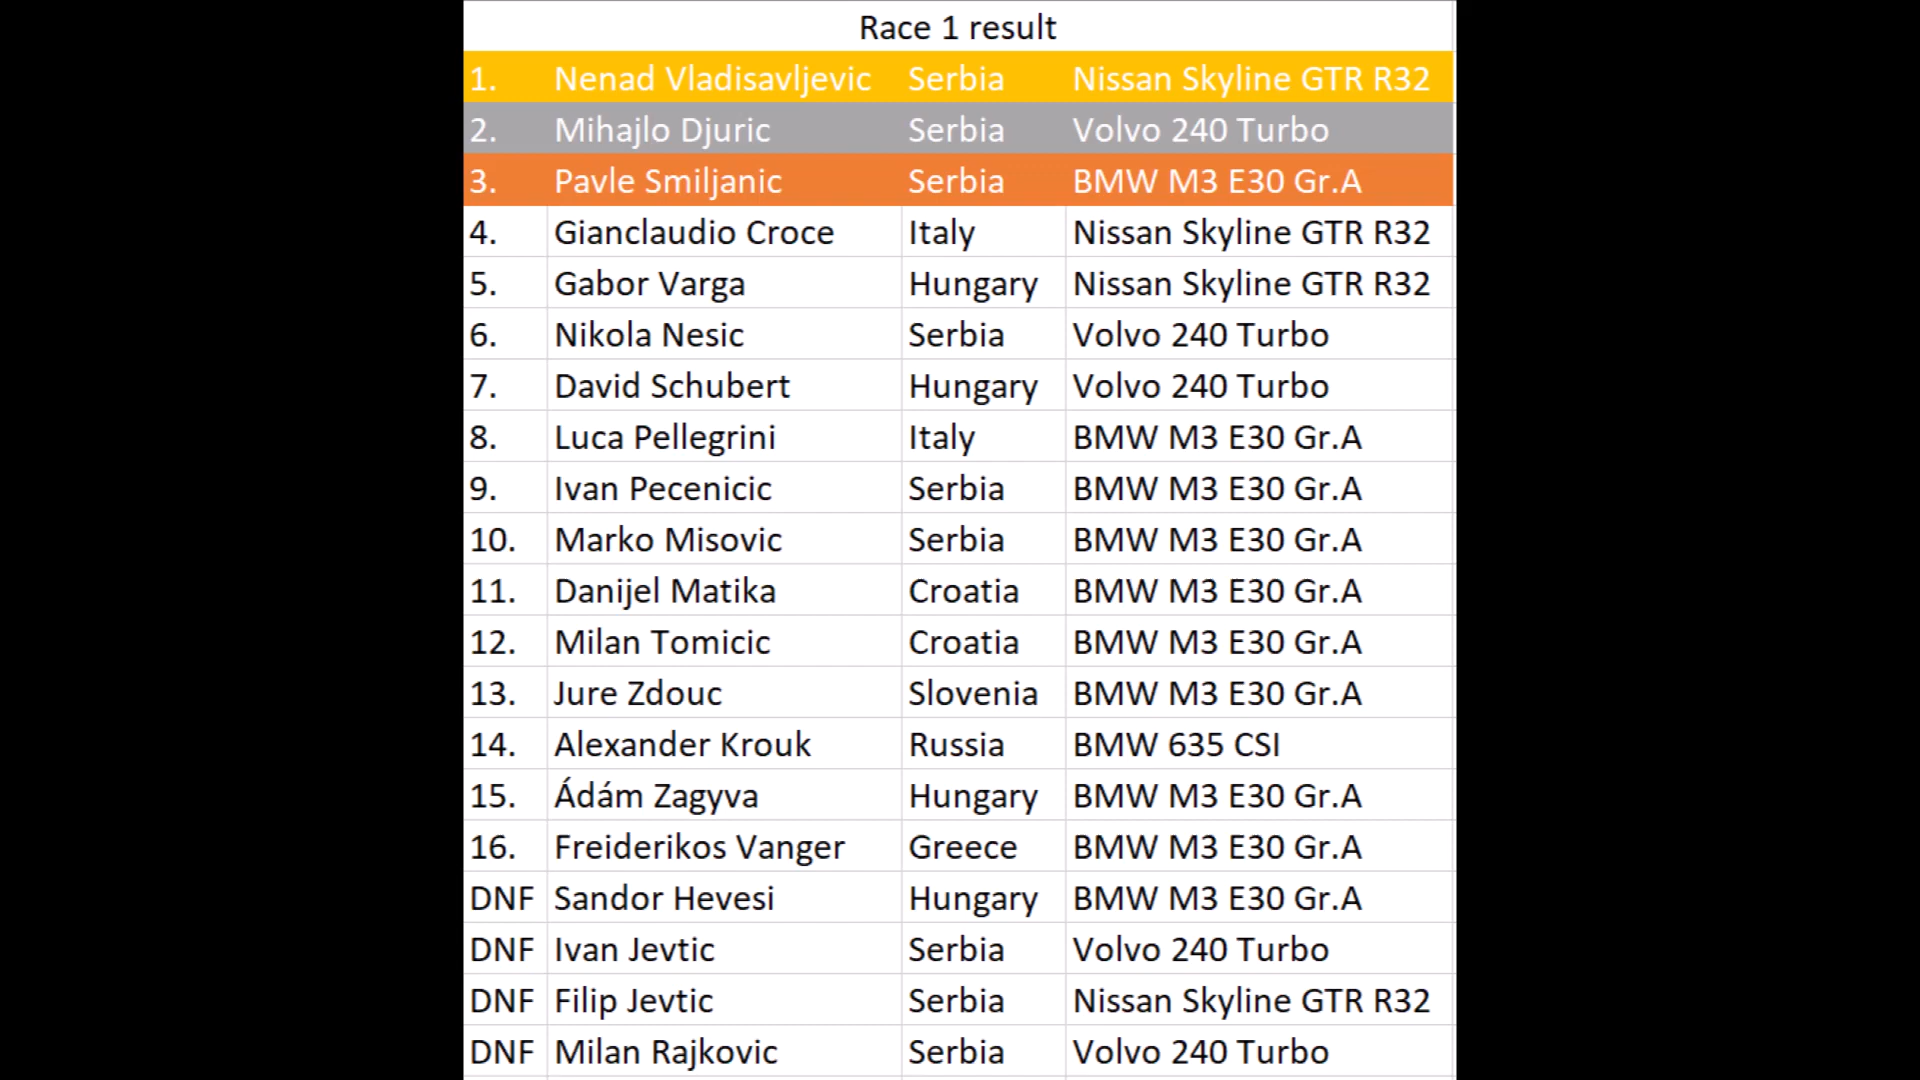 Race 1 result
1. Nenad Vladisavljevic Serbia Nissan Skyline GTR R32
2. Mihajlo Djuric Serbia Volvo 240 Turbo
3. Pavle Smiljanic Serbia BMW M3 E30 Gr.A
4. Gianclaudio Croce Italy Nissan Skyline GTR R32
5. Gabor Varga Hungary Nissan Skyline GTR R32
6. Nikola Nesic Serbia Volvo 240 Turbo
7. David Schubert Hungary Volvo 240 Turbo
8. Luca Pellegrini Italy BMW M3 E30 Gr.A
9. Ivan Pecenicic Serbia BMW M3 E30 Gr.A
10. Marko Misovic Serbia BMW M3 E30 Gr.A
11. Danijel Matika Croatia BMW M3 E30 Gr.A
12. Milan Tomicic Croatia BMW M3 E30 Gr.A
13. Jure Zdouc Slovenia BMW M3 E30 Gr.A
14. Alexander Krouk Russia BMW 635 CSI
15. Ádám Zagyva Hungary BMW M3 E30 Gr.A
16. Freiderikos Vanger Greece BMW M3 E30 Gr.A
DNF Sandor Hevesi Hungary BMW M3 E30 Gr.A
DNF Ivan Jevtic Serbia Volvo 240 Turbo
DNF Filip Jevtic Serbia Nissan Skyline GTR R32
DNF Milan Rajkovic Serbia Volvo 240 Turbo